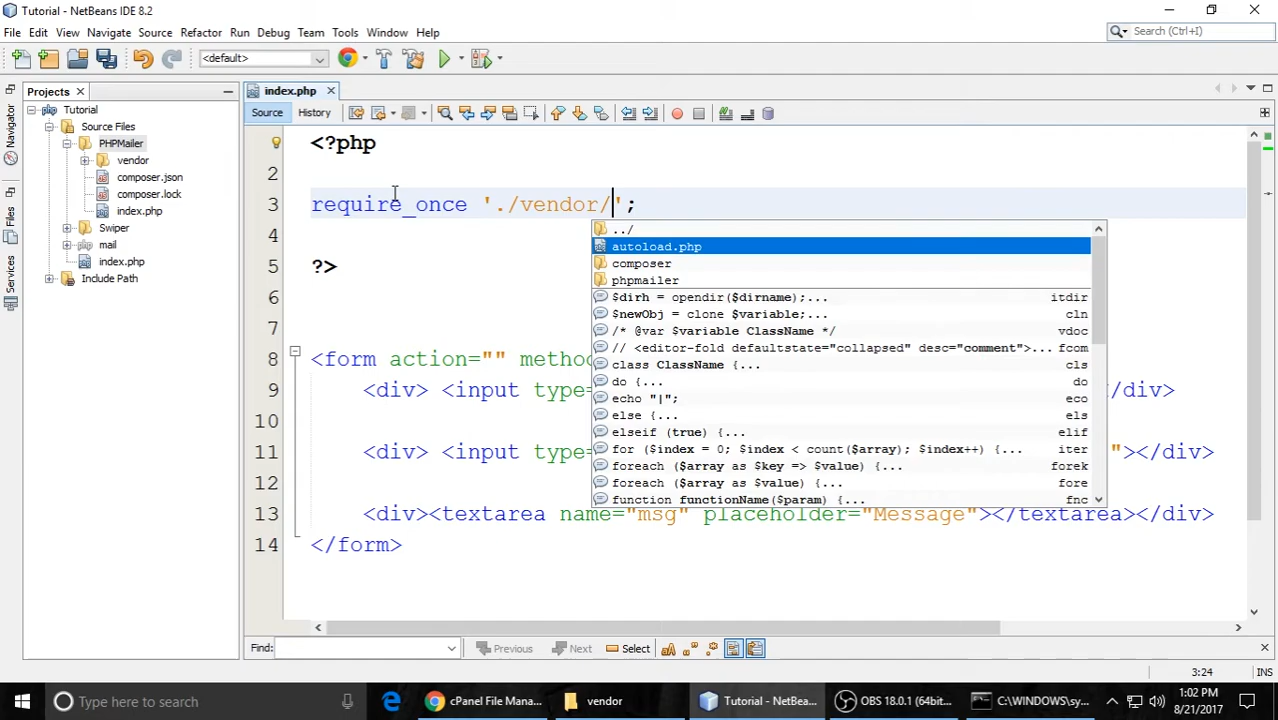 Tutorial - NetBeans IDE 8.2
File Edit View Navigate Source Refactor Run Debug Team Tools Window Help
Search (Ctrl+I)
<default>
Projects
index.php
Navigator
Files
Services
Tutorial
Source Files
PHPMailer
vendor
composer.json
composer.lock
index.php
Swiper
mail
index.php
Include Path
Source History
<?php
2
3 require_once './vendor/';
4
5 ?>
6
7
8 <form action="" metho
9 <div> <input type= /div>
10
11 <div> <input type= "></div>
12
13 <div><textarea name="msg" placeholder="Message"></textarea></div>
14 </form>
../
autoload.php
composer
phpmailer
$dirh = opendir($dirname);... itdir
$newObj = clone $variable;... cln
/* @var $variable ClassName */ vdoc
// <editor-fold defaultstate="collapsed" desc="comment">... fcom
class ClassName {... cls
do {... do
echo "|"; eco
else {... els
elseif (true) {... elif
for ($index = 0; $index < count($array); $index++) {... iter
foreach ($array as $key => $value) {... forek
foreach ($array as $value) {... fore
function functionName($param) {... fnc
Find: Previous Next Select
3:24 INS
Type here to search
cPanel File Mana...
vendor
Tutorial - NetBeans ...
OBS 18.0.1 (64bit...
C:\WINDOWS\sy...
1:02 PM
8/21/2017